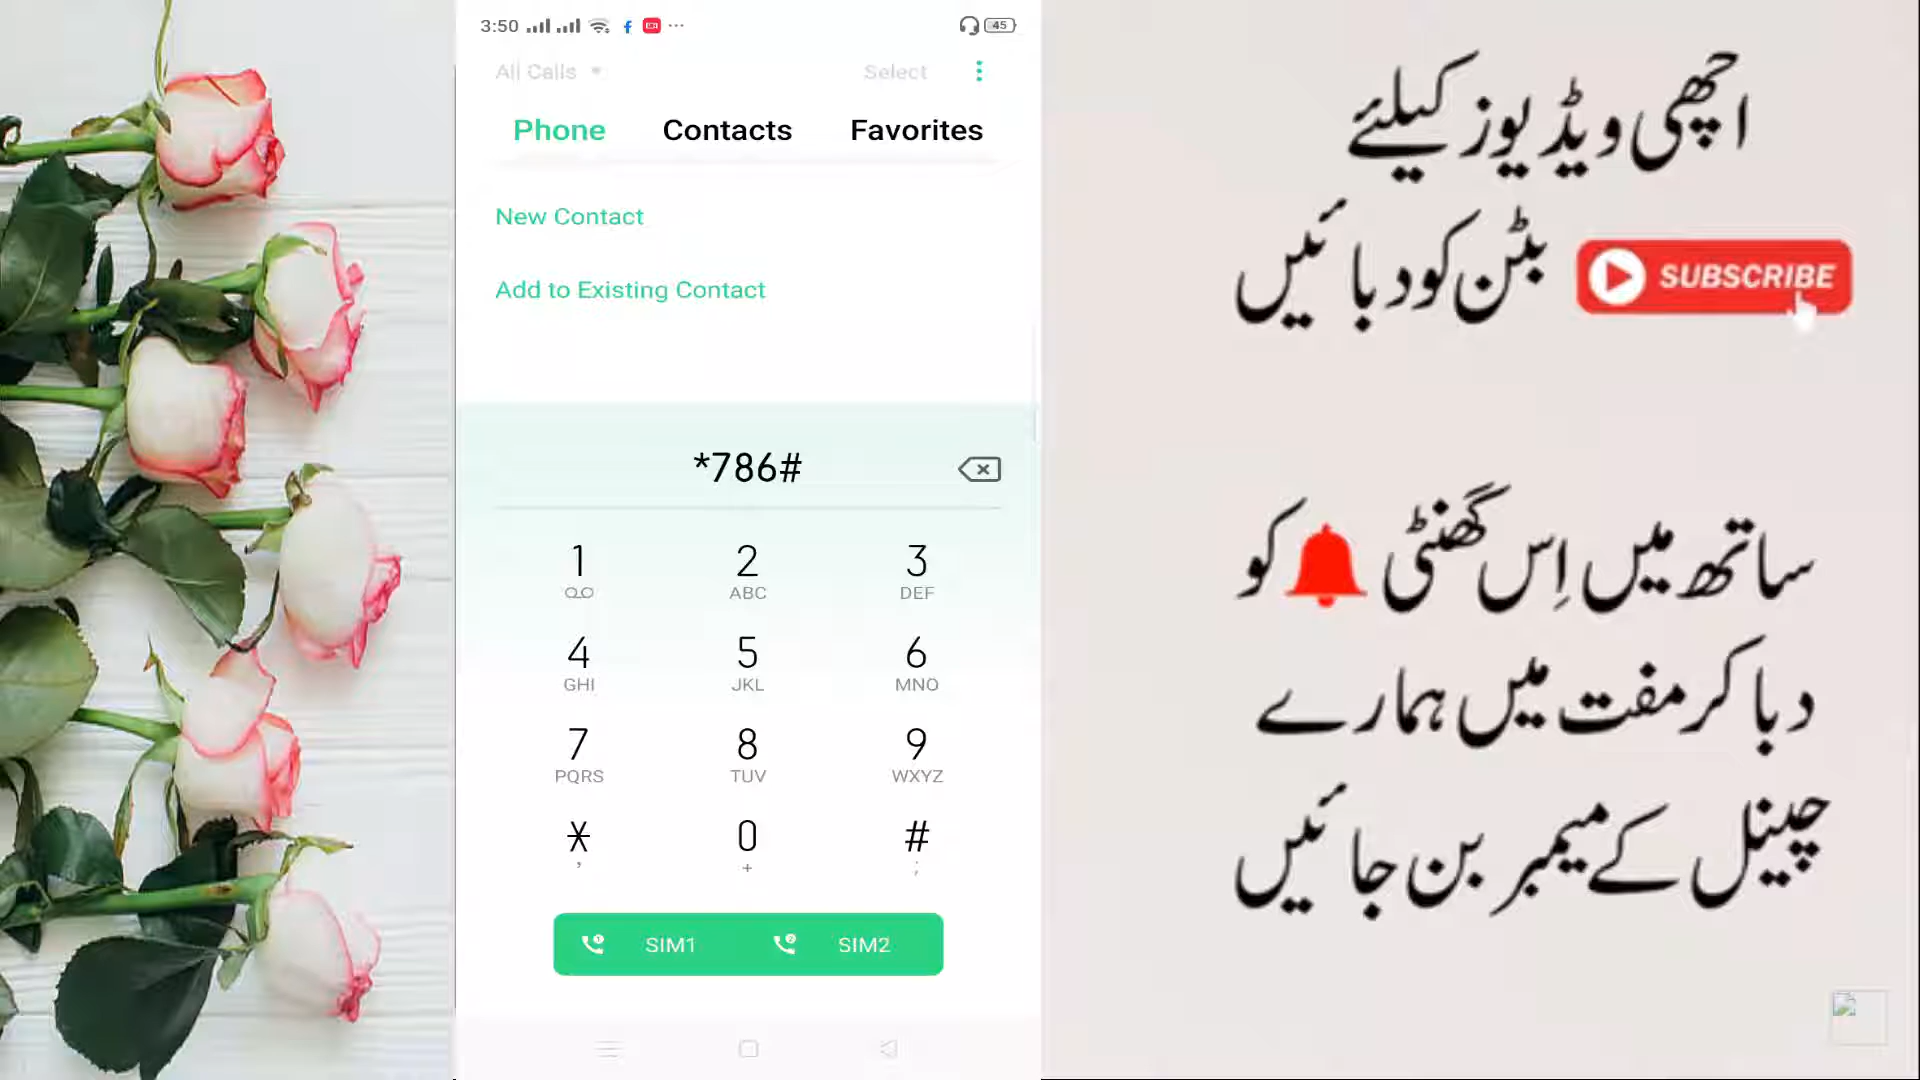 3:50
45
All Calls
Select
Phone
Contacts
Favorites
New Contact
Add to Existing Contact
*786#
1
2 ABC
3 DEF
4 GHI
5 JKL
6 MNO
7 PQRS
8 TUV
9 WXYZ
* ,
0 +
# ;
SIM1
SIM2
اچھی ویڈیوز کیلئے
SUBSCRIBE بٹن کو دبائیں
ساتھ میں اِس گھنٹی کو
دبا کر مفت میں ہمارے
چینل کے میمبر بن جائیں